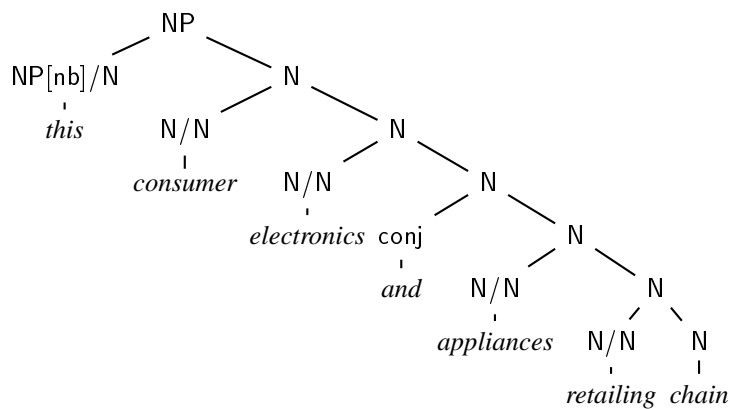 NP
NP[nb]/N N
this N/N N
consumer N/N N
electronics conj N
and N/N N
appliances N/N N
retailing chain